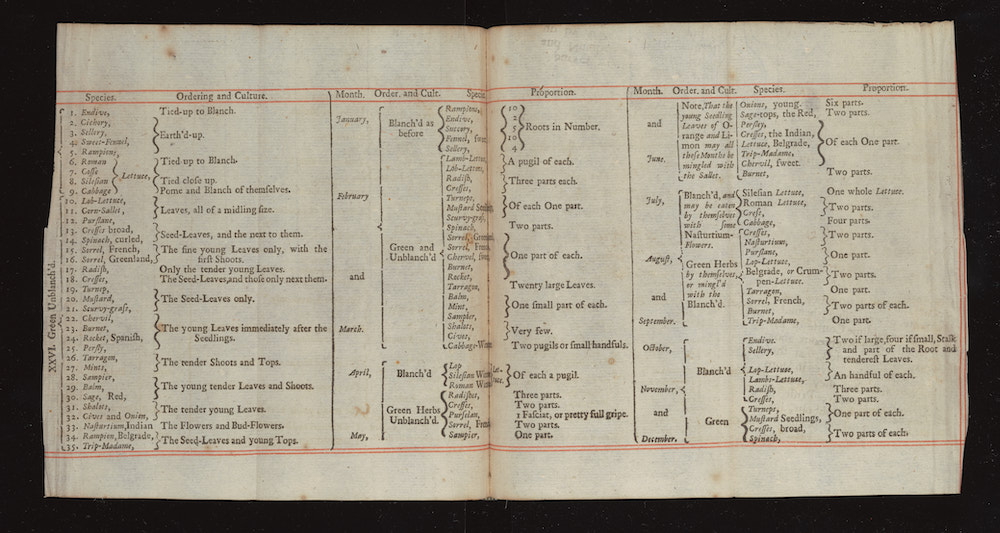 Species. Ordering and Culture.
XXVI. Green Unblanch'd.
1. Endive, Tied-up to Blanch.
2. Cichory,
3. Sellery,
4. Sweet-Fennel,
5. Rampions,
Earth'd-up.
6. Roman
7. Cosse
8. Silesian
9. Cabbage
Lettuce,
Tied-up to Blanch.
Tied close up.
Pome and Blanch of themselves.
10. Lob-Lettuce,
11. Corn-Sallet,
12. Purslane,
13. Cresses broad,
Leaves, all of a midling size.
14. Spinach, curled, Seed-Leaves, and the next to them.
15. Sorrel, French,
16. Sorrel, Greenland,
The fine young Leaves only, with the
first Shoots.
17. Radish, Only the tender young Leaves.
18. Cresses, The Seed-Leaves, and those only next them.
19. Turnep,
20. Mustard,
21. Scurvy-grass,
The Seed-Leaves only.
22. Chervil,
23. Burnet,
24. Rocket, Spanish,
25. Persly,
The young Leaves immediately after the
Seedlings.
26. Tarragon,
27. Mints,
The tender Shoots and Tops.
28. Sampier,
29. Balm,
30. Sage, Red,
The young tender Leaves and Shoots.
31. Shalots,
32. Cives and Onion,
The tender young Leaves.
33. Nasturtium, Indian The Flowers and Bud-Flowers.
34. Rampion, Belgrade,
35. Trip-Madame,
The Seed-Leaves and young Tops.
Month. Order. and Cult. Species. Proportion.
January,
February
and
March.
Blanch'd as
before
Rampions,
Endive,
Succory,
Fennel, sweet,
Sellery,
10
2
5
10
4
Roots in Number.
Green and
Unblanch'd
Lamb-Lettuce,
Lob-Lettuce,
Radish,
Cresses,
Turneps,
Mustard Seedlings,
Scurvy-grass,
Spinach,
Sorrel, Greenland,
Sorrel, French,
Chervil, sweet,
Burnet,
Rocket,
Tarragon,
Balm,
Mint,
Sampier,
Shalots,
Cives,
Cabbage-Winter
A pugil of each.
Three parts each.
Of each One part.
Two parts.
One part of each.
Twenty large Leaves.
One small part of each.
Very few.
Two pugils or small handfuls.
April,
May,
Blanch'd
Lop
Silesian Winter
Roman Winter
Let-
tuce.
Of each a pugil.
Green Herbs
Unblanch'd.
Radishes, Three parts.
Cresses, Two parts.
Purselan, 1 Fasciat, or pretty full gripe.
Sorrel, French Two parts.
Sampier, One part.
Month. Order. and Cult. Species. Proportion.
and
June.
Note, That the
young Seedling
Leaves of O-
range and Li-
mon may all
these Months be
mingled with
the Sallet.
Onions, young. Six parts.
Sage-tops, the Red, Two parts.
Persley,
Cresses, the Indian,
Lettuce, Belgrade,
Trip-Madame,
Chervil, sweet.
Of each One part.
Burnet, Two parts.
July,
August,
and
September.
Blanch'd, and
may be eaten
by themselves
with some
Nasturtium-
Flowers.
Silesian Lettuce, One whole Lettuce.
Roman Lettuce,
Cress,
Two parts.
Cabbage, Four parts.
Green Herbs
by themselves,
or mingl'd
with the
Blanch'd.
Cresses,
Nasturtium,
Two parts.
Purslane, One part.
Lop-Lettuce,
Belgrade, or Crum-
pen-Lettuce.
Two parts.
Tarragon, One part.
Sorrel, French,
Burnet,
Two parts of each.
Trip-Madame, One part.
October,
November,
and
December.
Blanch'd
Endive.
Sellery,
Two if large, four if small, Stalk
and part of the Root and
tenderest Leaves.
Lop-Lettuce,
Lambs-Lettuce,
An handful of each.
Radish, Three parts.
Cresses, Two parts.
Green
Turneps,
Mustard Seedlings,
One part of each.
Cresses, broad,
Spinach,
Two parts of each.